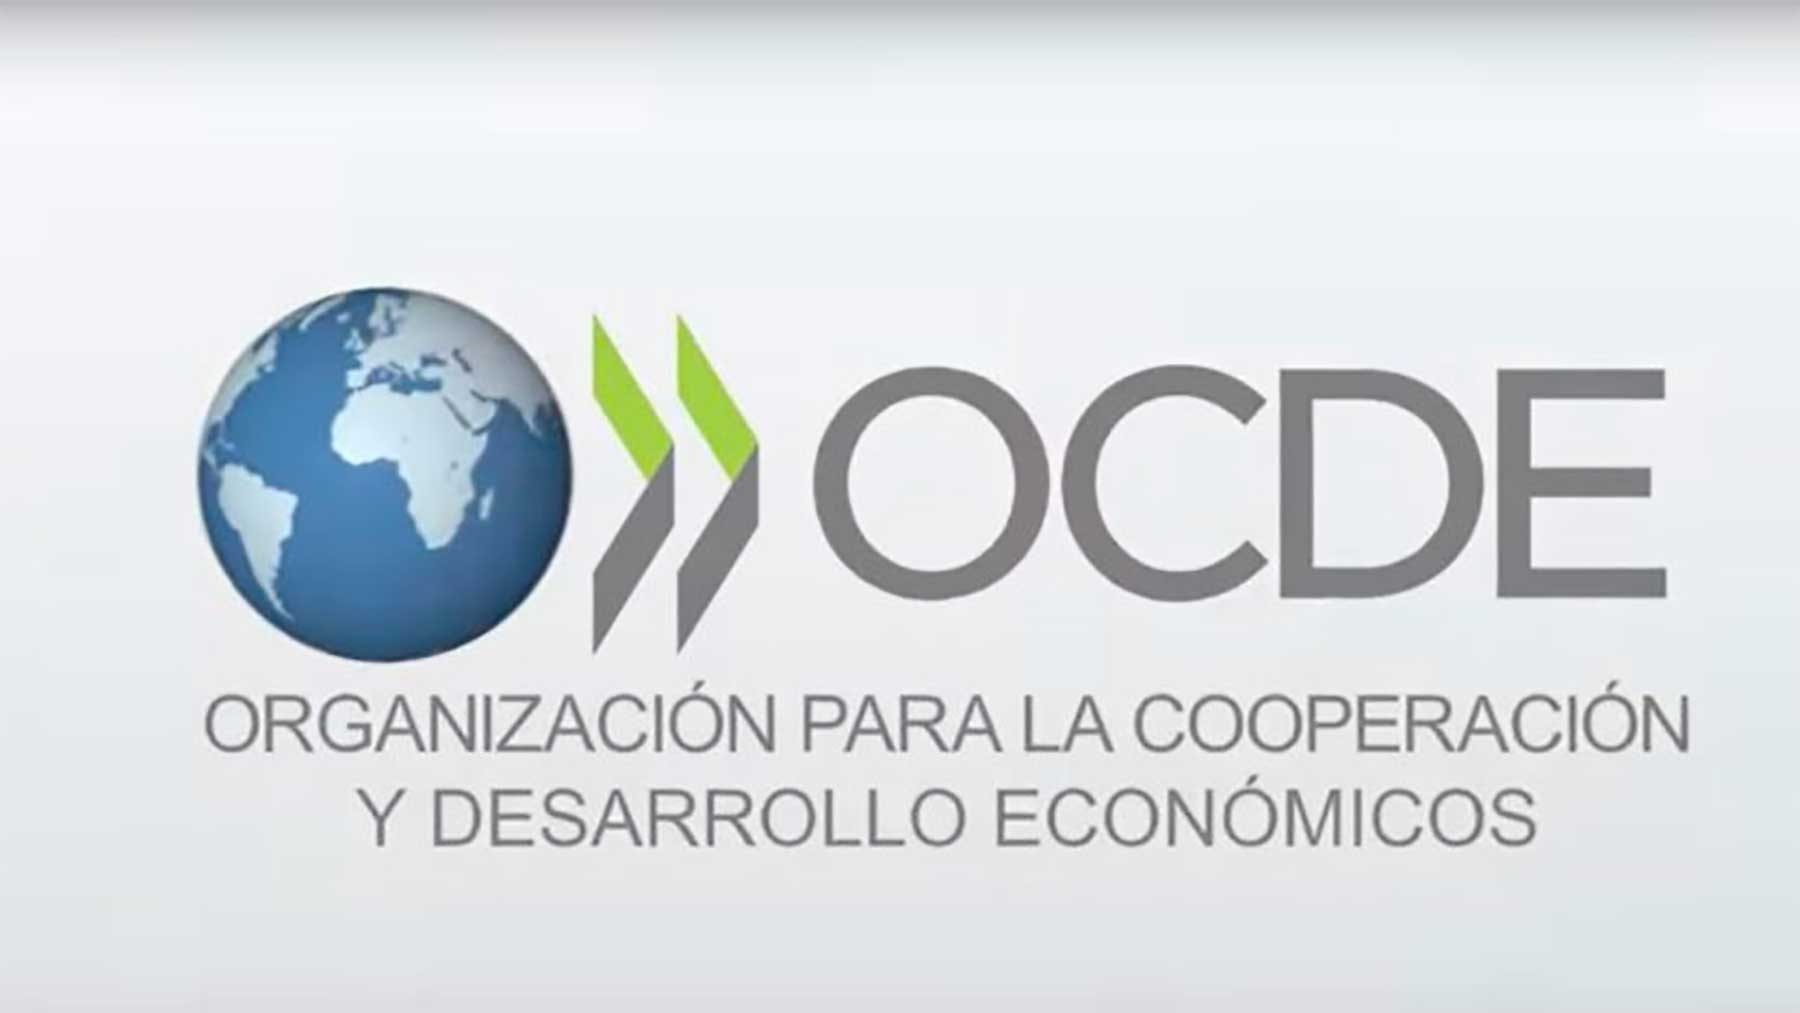 OCDE
ORGANIZACIÓN PARA LA COOPERACIÓN
Y DESARROLLO ECONÓMICOS